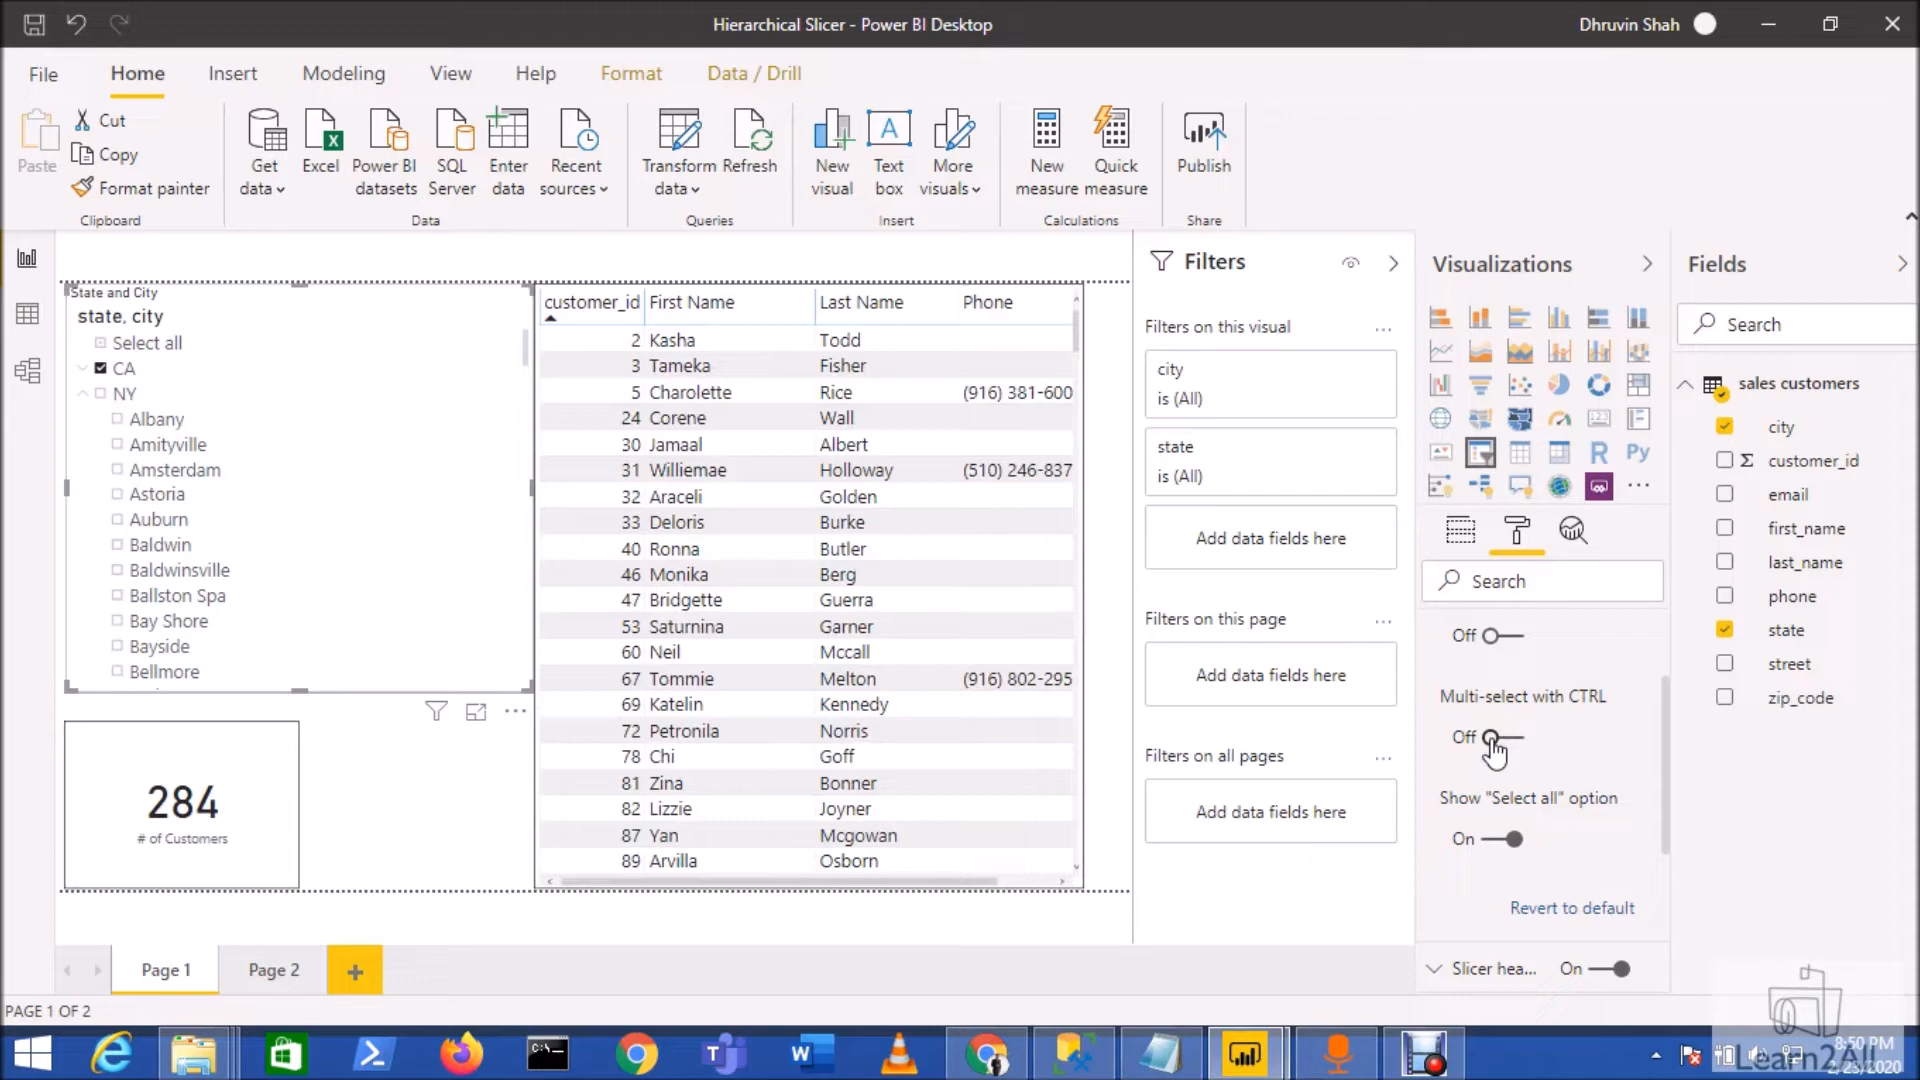 Hierarchical Slicer - Power BI Desktop
Dhruvin Shah
File
Home
Insert
Modeling
View
Help
Format
Data / Drill
Paste
Cut
Copy
Format painter
Clipboard
Get data
Excel
Power BI datasets
SQL Server
Enter data
Recent sources
Data
Transform data
Refresh
Queries
New visual
Text box
More visuals
Insert
New measure
Quick measure
Calculations
Publish
Share
State and City
state, city
Select all
CA
NY
Albany
Amityville
Amsterdam
Astoria
Auburn
Baldwin
Baldwinsville
Ballston Spa
Bay Shore
Bayside
Bellmore
284
# of Customers
customer_id First Name Last Name Phone
2 Kasha Todd
3 Tameka Fisher
5 Charolette Rice (916) 381-600
24 Corene Wall
30 Jamaal Albert
31 Williemae Holloway (510) 246-837
32 Araceli Golden
33 Deloris Burke
40 Ronna Butler
46 Monika Berg
47 Bridgette Guerra
53 Saturnina Garner
60 Neil Mccall
67 Tommie Melton (916) 802-295
69 Katelin Kennedy
72 Petronila Norris
78 Chi Goff
81 Zina Bonner
82 Lizzie Joyner
87 Yan Mcgowan
89 Arvilla Osborn
Filters
Filters on this visual
city
is (All)
state
is (All)
Add data fields here
Filters on this page
Add data fields here
Filters on all pages
Add data fields here
Visualizations
R
Py
Search
Off
Multi-select with CTRL
Off
Show "Select all" option
On
Revert to default
Slicer hea... On
Fields
Search
sales customers
city
customer_id
email
first_name
last_name
phone
state
street
zip_code
Page 1
Page 2
PAGE 1 OF 2
8:50 PM
2/23/2020
Learn2All